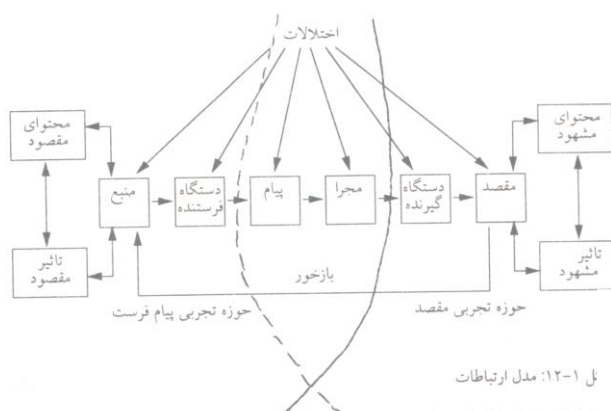 اختلالات
محتوای
مشهود
محتوای
مقصود
مقصد
دستگاه
گیرنده
مجرا
پیام
دستگاه
فرستنده
منبع
تاثیر
مشهود
تاثیر
مقصود
بازخور
حوزه تجربی مقصد
حوزه تجربی پیام فرست
۱-۱۲: مدل ارتباطات